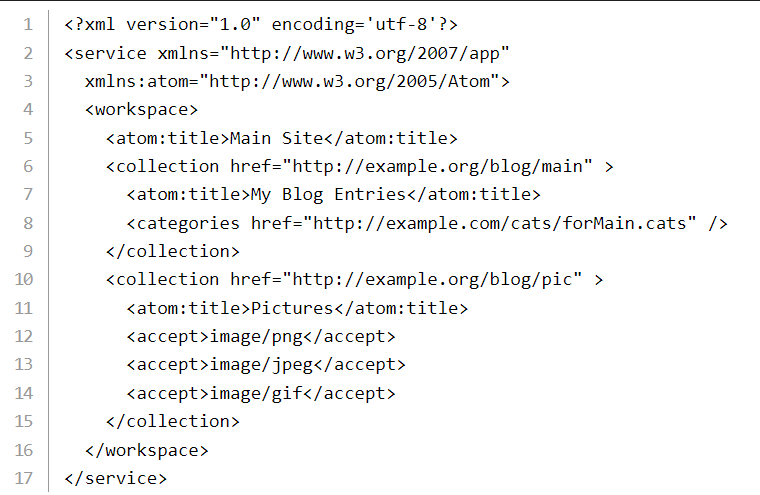 1 <?xml version="1.0" encoding='utf-8'?>
2 <service xmlns="http://www.w3.org/2007/app"
3   xmlns:atom="http://www.w3.org/2005/Atom">
4   <workspace>
5     <atom:title>Main Site</atom:title>
6     <collection href="http://example.org/blog/main" >
7       <atom:title>My Blog Entries</atom:title>
8       <categories href="http://example.com/cats/forMain.cats" />
9     </collection>
10     <collection href="http://example.org/blog/pic" >
11       <atom:title>Pictures</atom:title>
12       <accept>image/png</accept>
13       <accept>image/jpeg</accept>
14       <accept>image/gif</accept>
15     </collection>
16   </workspace>
17 </service>